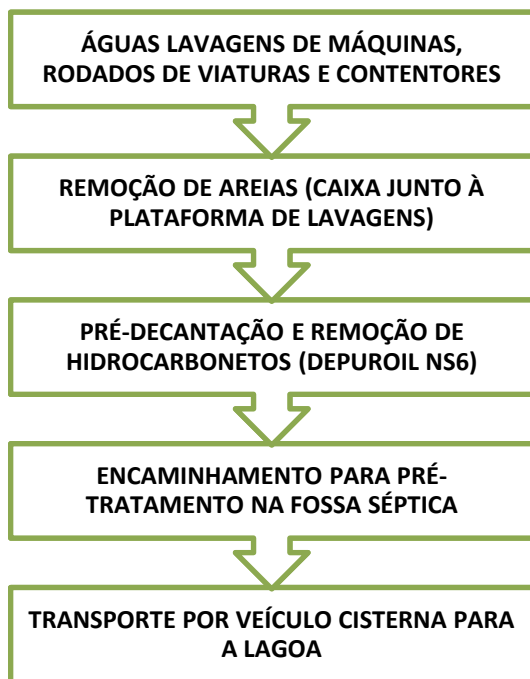 ÁGUAS LAVAGENS DE MÁQUINAS,
RODADOS DE VIATURAS E CONTENTORES
REMOÇÃO DE AREIAS (CAIXA JUNTO À
PLATAFORMA DE LAVAGENS)
PRÉ-DECANTAÇÃO E REMOÇÃO DE
HIDROCARBONETOS (DEPUROIL NS6)
ENCAMINHAMENTO PARA PRÉ-
TRATAMENTO NA FOSSA SÉPTICA
TRANSPORTE POR VEÍCULO CISTERNA PARA
A LAGOA